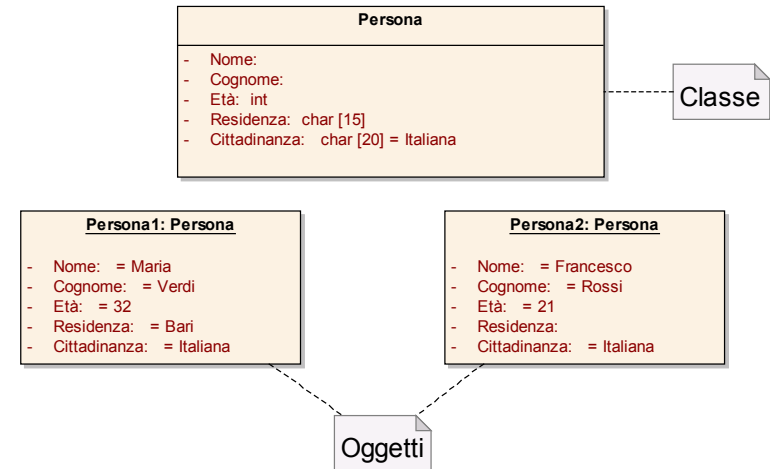 Persona
- Nome:
- Cognome:
- Età: int
- Residenza: char [15]
- Cittadinanza: char [20] = Italiana
Classe
Persona1: Persona
- Nome: = Maria
- Cognome: = Verdi
- Età: = 32
- Residenza: = Bari
- Cittadinanza: = Italiana
Persona2: Persona
- Nome: = Francesco
- Cognome: = Rossi
- Età: = 21
- Residenza:
- Cittadinanza: = Italiana
Oggetti